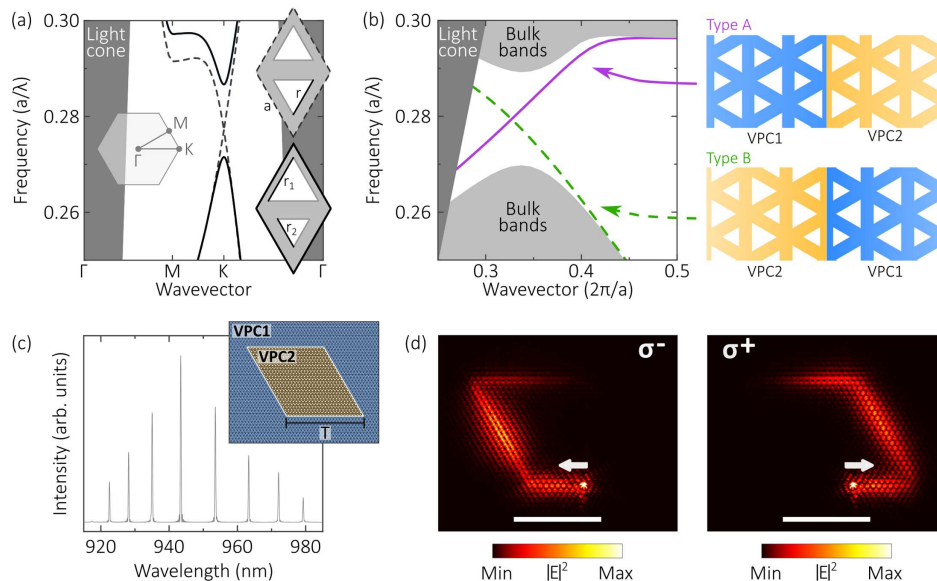 (a)
0.30
0.28
0.26
Frequency (a/λ)
Light
cone
M
K
Γ
a
r
r1
r2
Γ
M
K
Γ
Wavevector
(b)
0.30
0.28
0.26
Frequency (a/λ)
Light
cone
Bulk
bands
Bulk
bands
0.3
0.4
0.5
Wavevector (2π/a)
Type A
VPC1
VPC2
Type B
VPC2
VPC1
(c)
Intensity (arb. units)
VPC1
VPC2
T
920
940
960
980
Wavelength (nm)
(d)
σ-
σ+
Min |E|2 Max
Min |E|2 Max